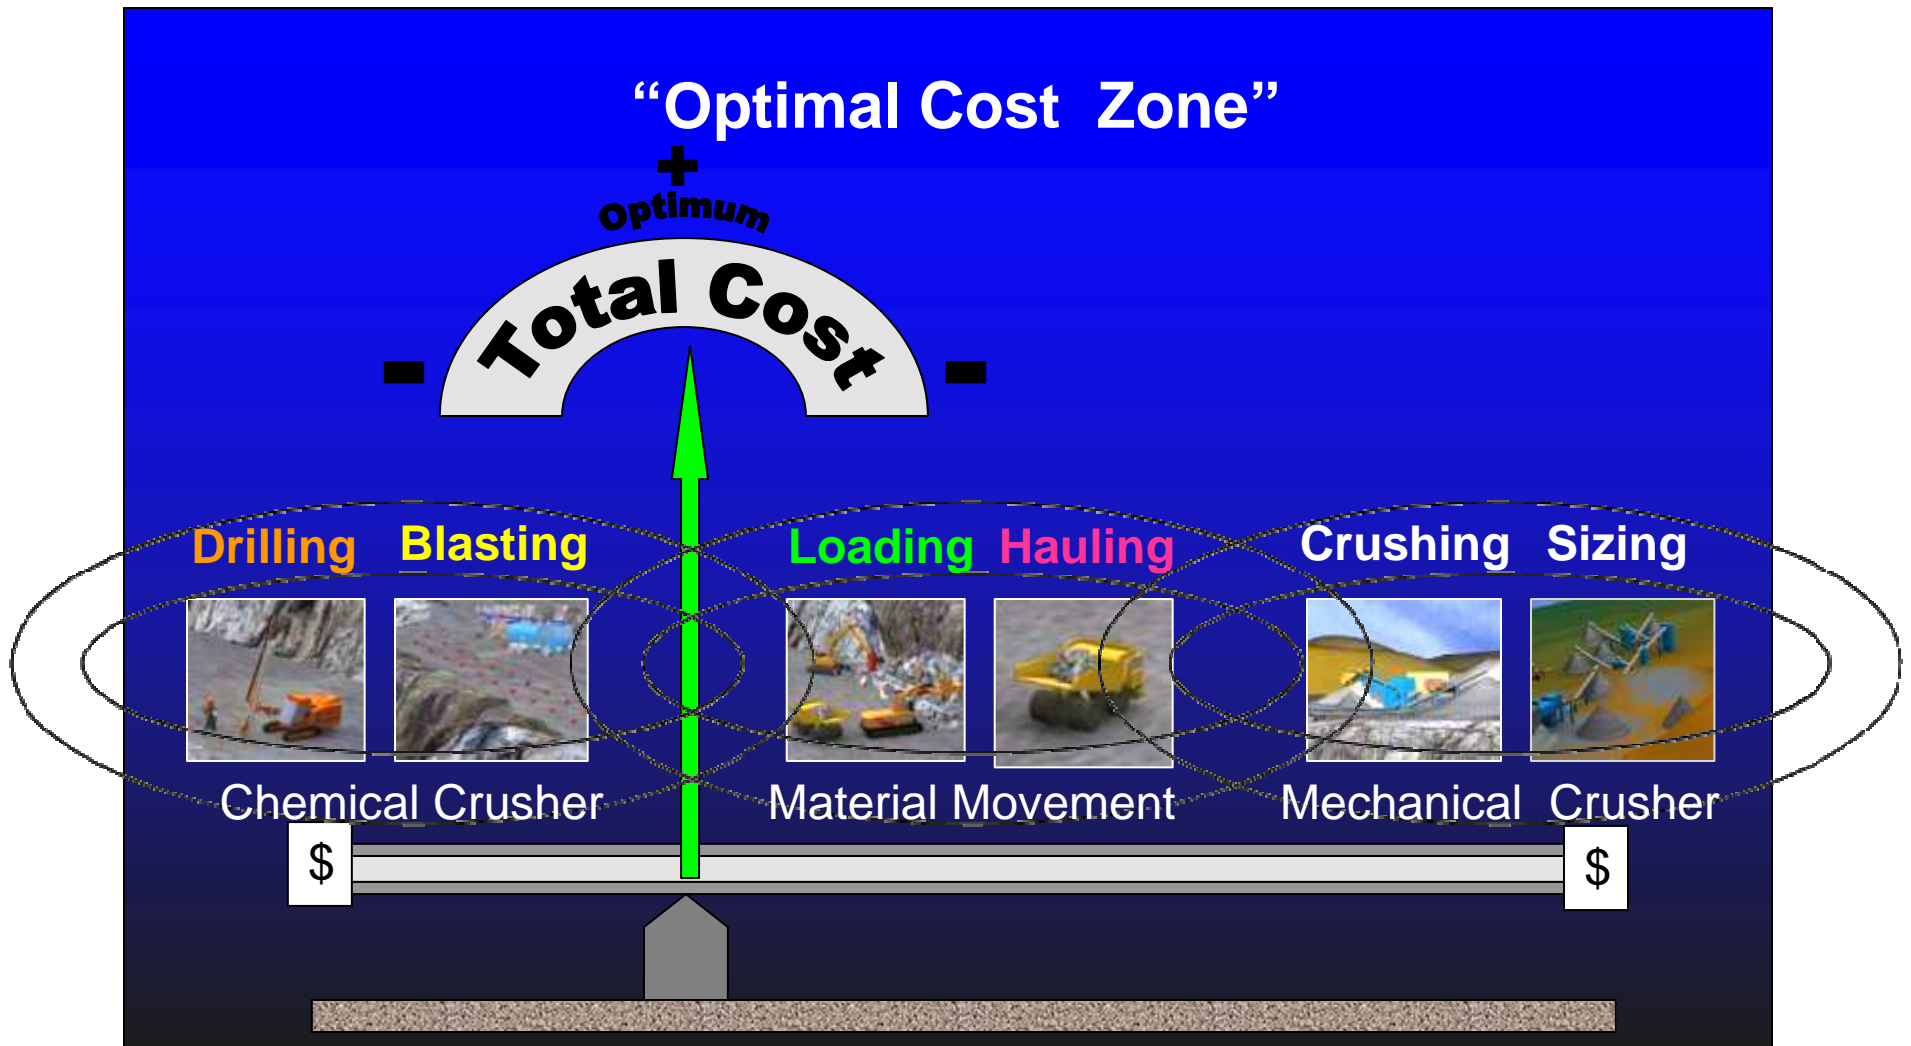 “Optimal Cost Zone”
+
Optimum
Total Cost
- -
Drilling Blasting Loading Hauling Crushing Sizing
Chemical Crusher Material Movement Mechanical Crusher
$ $